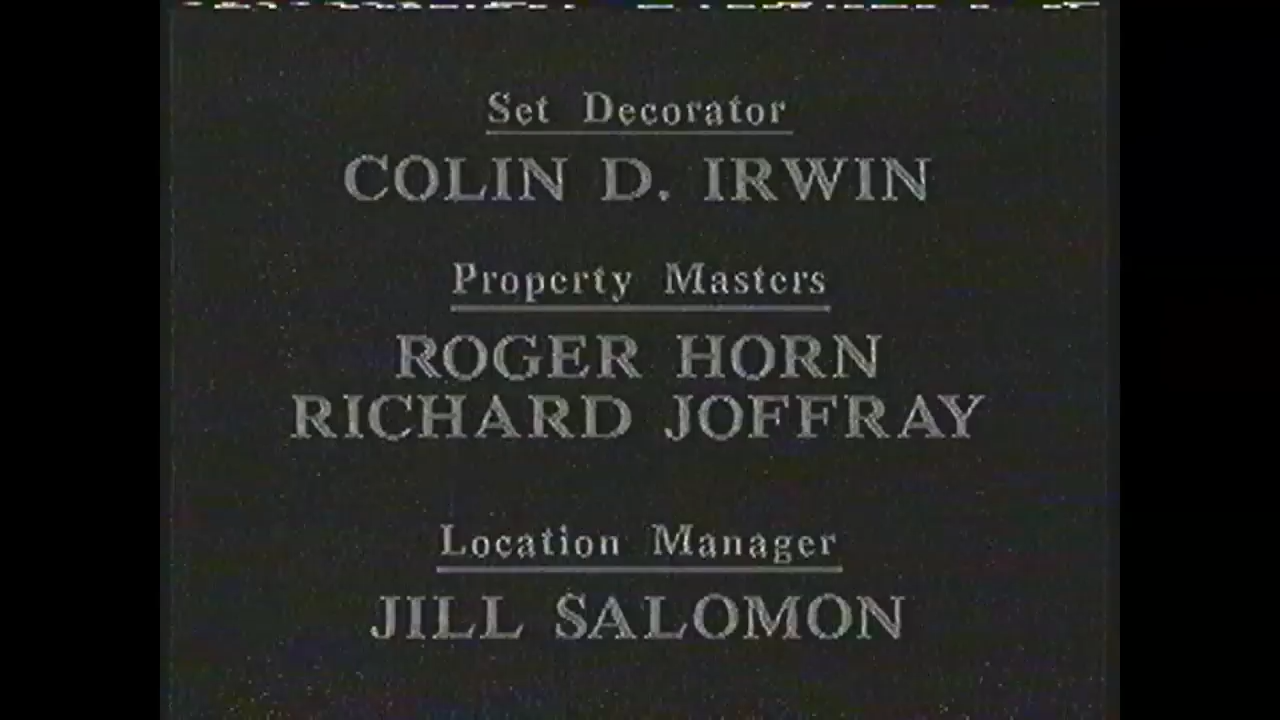 Set Decorator
COLIN D. IRWIN
Property Masters
ROGER HORN
RICHARD JOFFRAY
Location Manager
JILL SALOMON